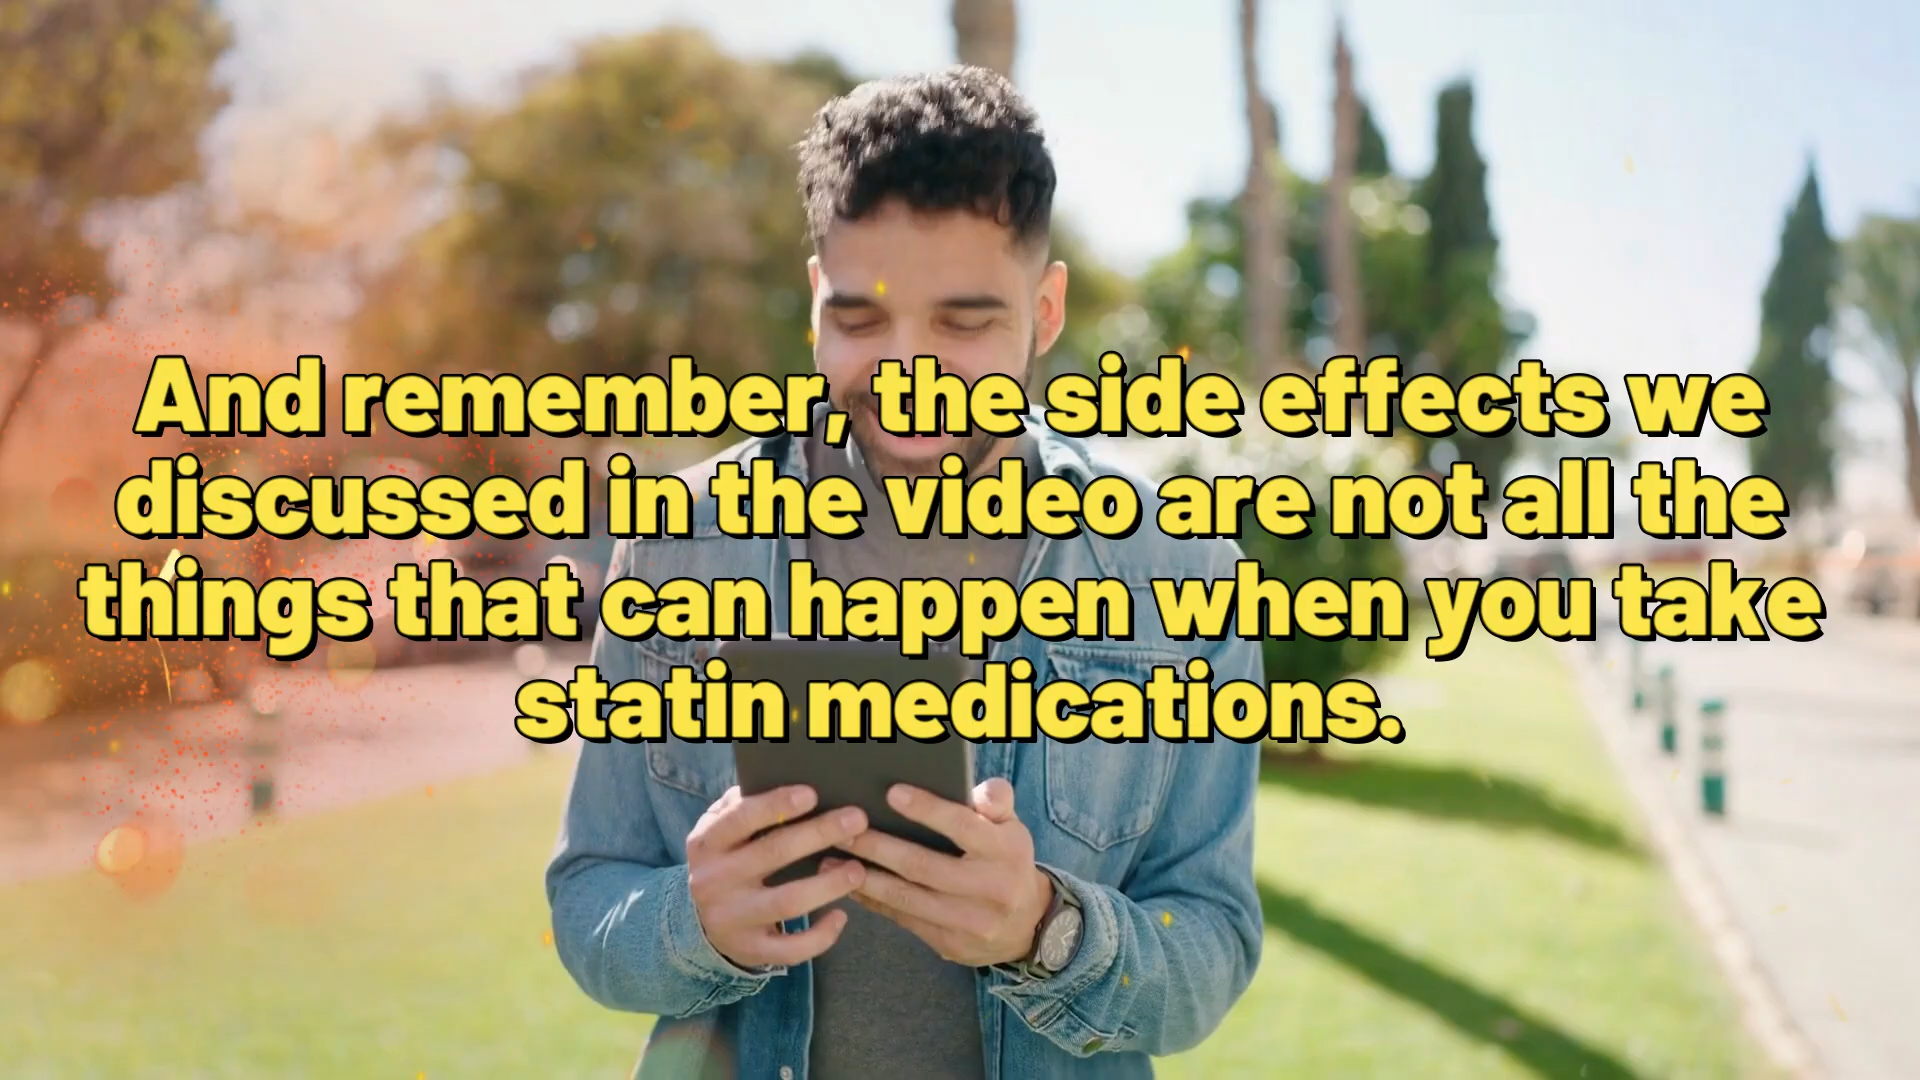 And remember, the side effects we
discussed in the video are not all the
things that can happen when you take
statin medications.